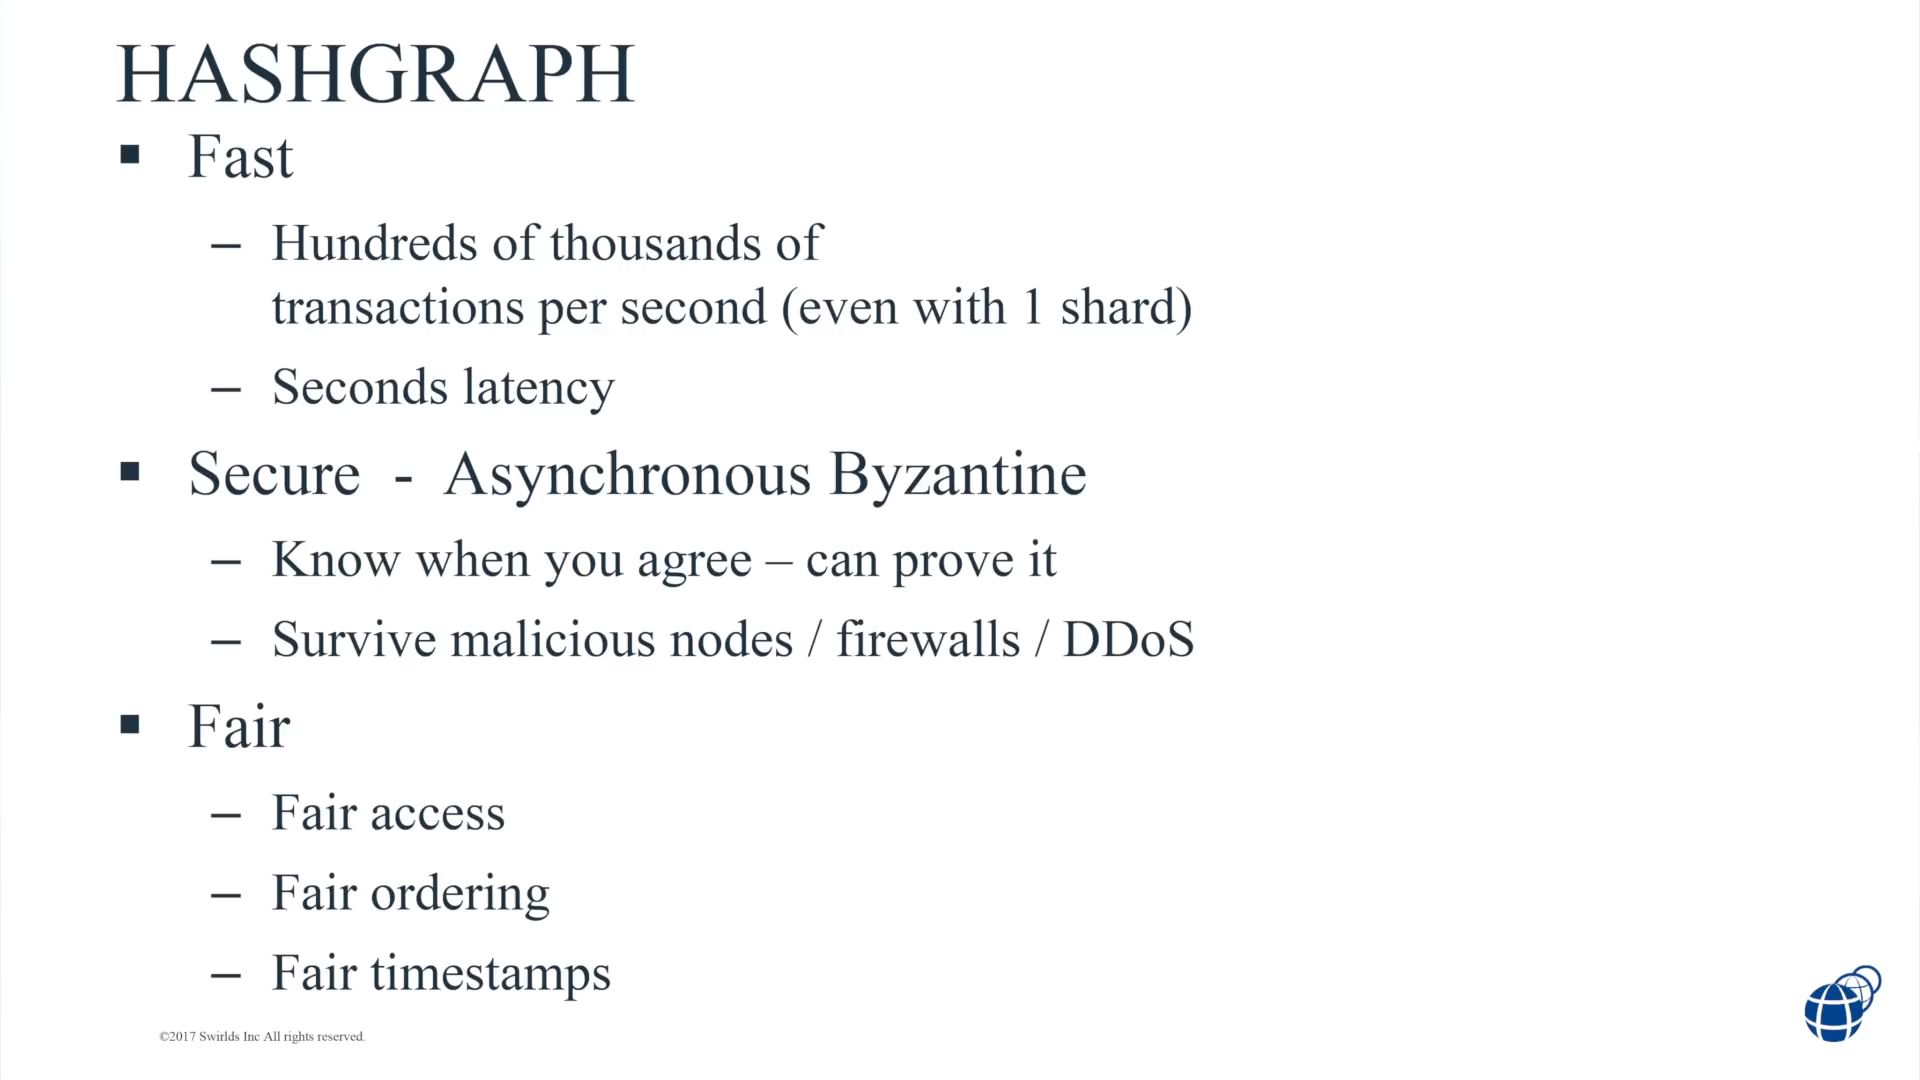 HASHGRAPH
▪ Fast
– Hundreds of thousands of
transactions per second (even with 1 shard)
– Seconds latency
▪ Secure - Asynchronous Byzantine
– Know when you agree – can prove it
– Survive malicious nodes / firewalls / DDoS
▪ Fair
– Fair access
– Fair ordering
– Fair timestamps
©2017 Swirlds Inc All rights reserved.